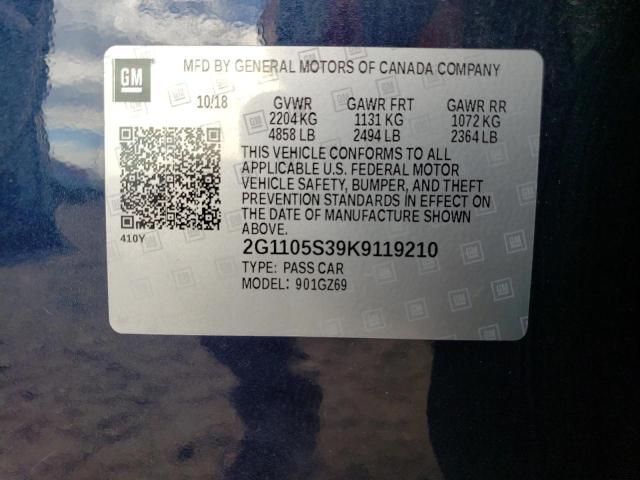 GM
MFD BY GENERAL MOTORS OF CANADA COMPANY
10/18 GVWR GAWR FRT GAWR RR
2204 KG 1131 KG 1072 KG
4858 LB 2494 LB 2364 LB
THIS VEHICLE CONFORMS TO ALL
APPLICABLE U.S. FEDERAL MOTOR
VEHICLE SAFETY, BUMPER, AND THEFT
PREVENTION STANDARDS IN EFFECT ON
THE DATE OF MANUFACTURE SHOWN
ABOVE.
410Y
2G1105S39K9119210
TYPE: PASS CAR
MODEL: 901GZ69